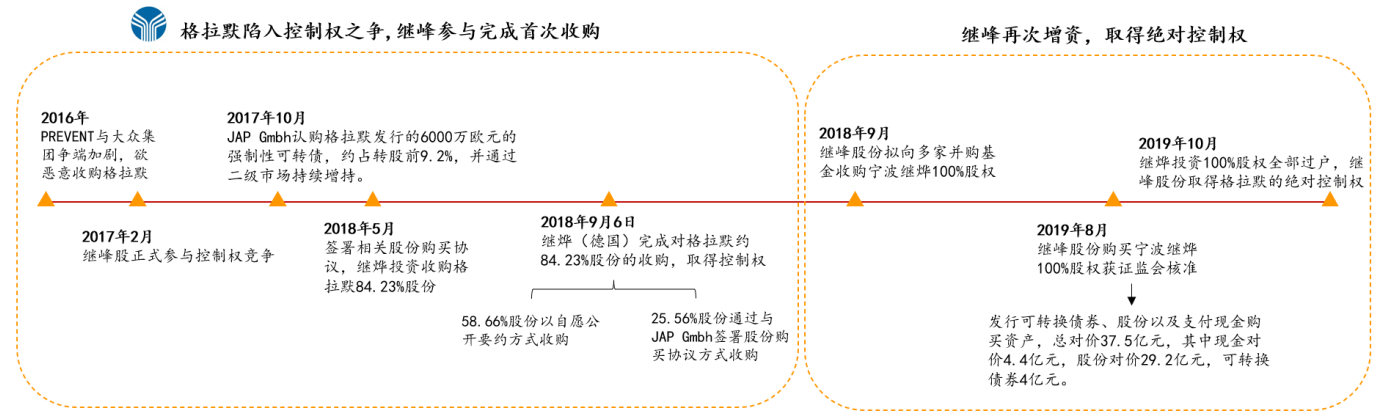 格拉默陷入控制权之争,继峰参与完成首次收购
继峰再次增资，取得绝对控制权
2016年
PREVENT与大众集
团争端加剧，欲
恶意收购格拉默
2017年2月
继峰股正式参与控制权竞争
2017年10月
JAP Gmbh认购格拉默发行的6000万欧元的
强制性可转债，约占转股前9.2%，并通过
二级市场持续增持。
2018年5月
签署相关股份购买协
议，继烨投资收购格
拉默84.23%股份
2018年9月6日
继烨（德国）完成对格拉默约
84.23%股份的收购，取得控制权
58.66%股份以自愿公
开要约方式收购
25.56%股份通过与
JAP Gmbh签署股份购
买协议方式收购
2018年9月
继峰股份拟向多家并购基
金收购宁波继烨100%股权
2019年8月
继峰股份购买宁波继烨
100%股权获证监会核准
发行可转换债券、股份以及支付现金购
买资产，总对价37.5亿元，其中现金对
价4.4亿元，股份对价29.2亿元，可转换
债券4亿元。
2019年10月
继烨投资100%股权全部过户，继
峰股份取得格拉默的绝对控制权